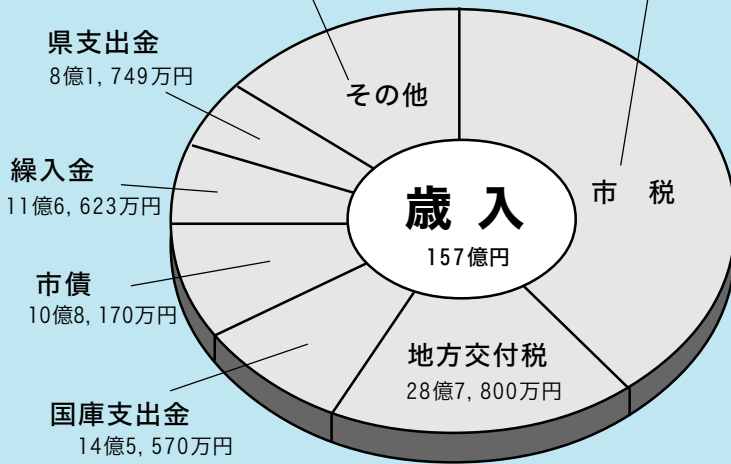 県支出金
8億1,749万円
その他
繰入金
11億6,623万円
歳入
157億円
市税
市債
10億8,170万円
地方交付税
28億7,800万円
国庫支出金
14億5,570万円